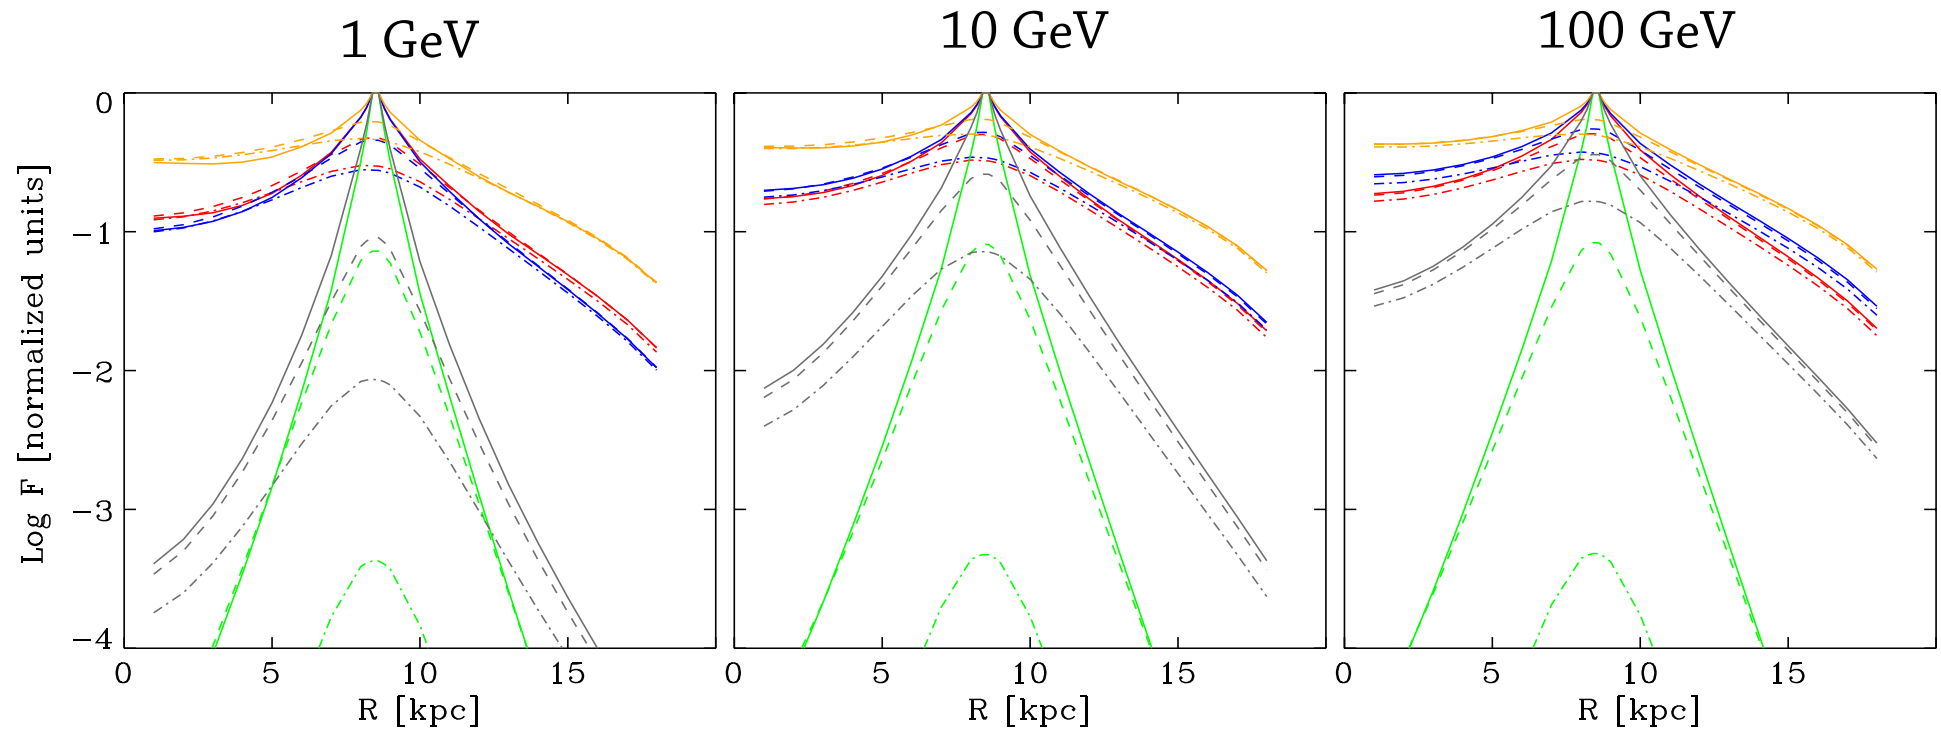 1 GeV 10 GeV 100 GeV
Log F [normalized units]
0
−1
−2
−3
−4
0 5 10 15 0 5 10 15 0 5 10 15
R [kpc] R [kpc] R [kpc]